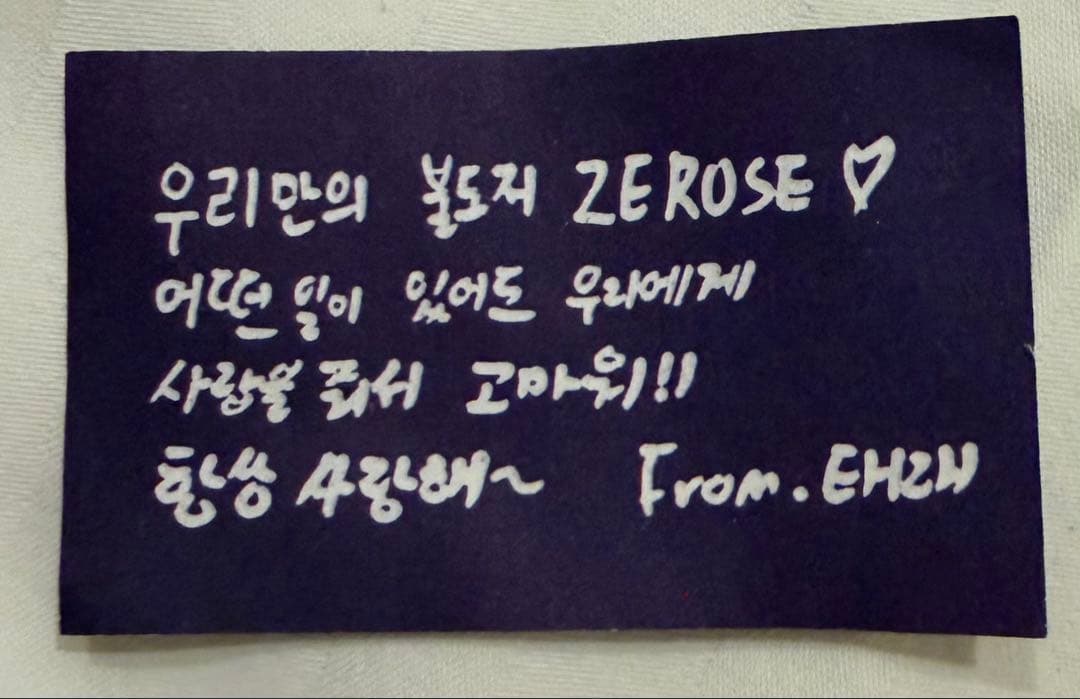 우리만의 불도저 ZEROSE ♡
어떤 일이 있어도 우리에게
사랑을 줘서 고마워!!
항상 사랑해~ From. 태래